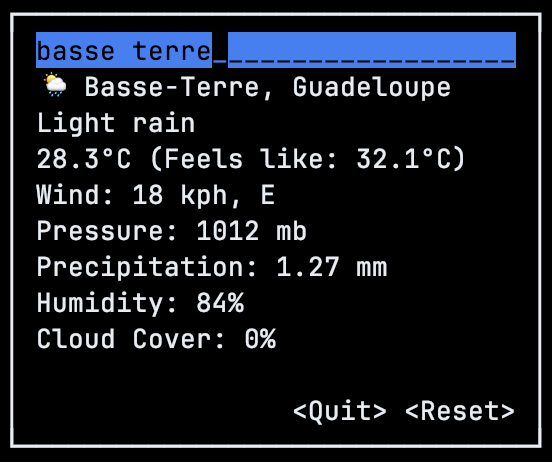 basse terre___________________
🌦 Basse-Terre, Guadeloupe
Light rain
28.3°C (Feels like: 32.1°C)
Wind: 18 kph, E
Pressure: 1012 mb
Precipitation: 1.27 mm
Humidity: 84%
Cloud Cover: 0%
<Quit> <Reset>